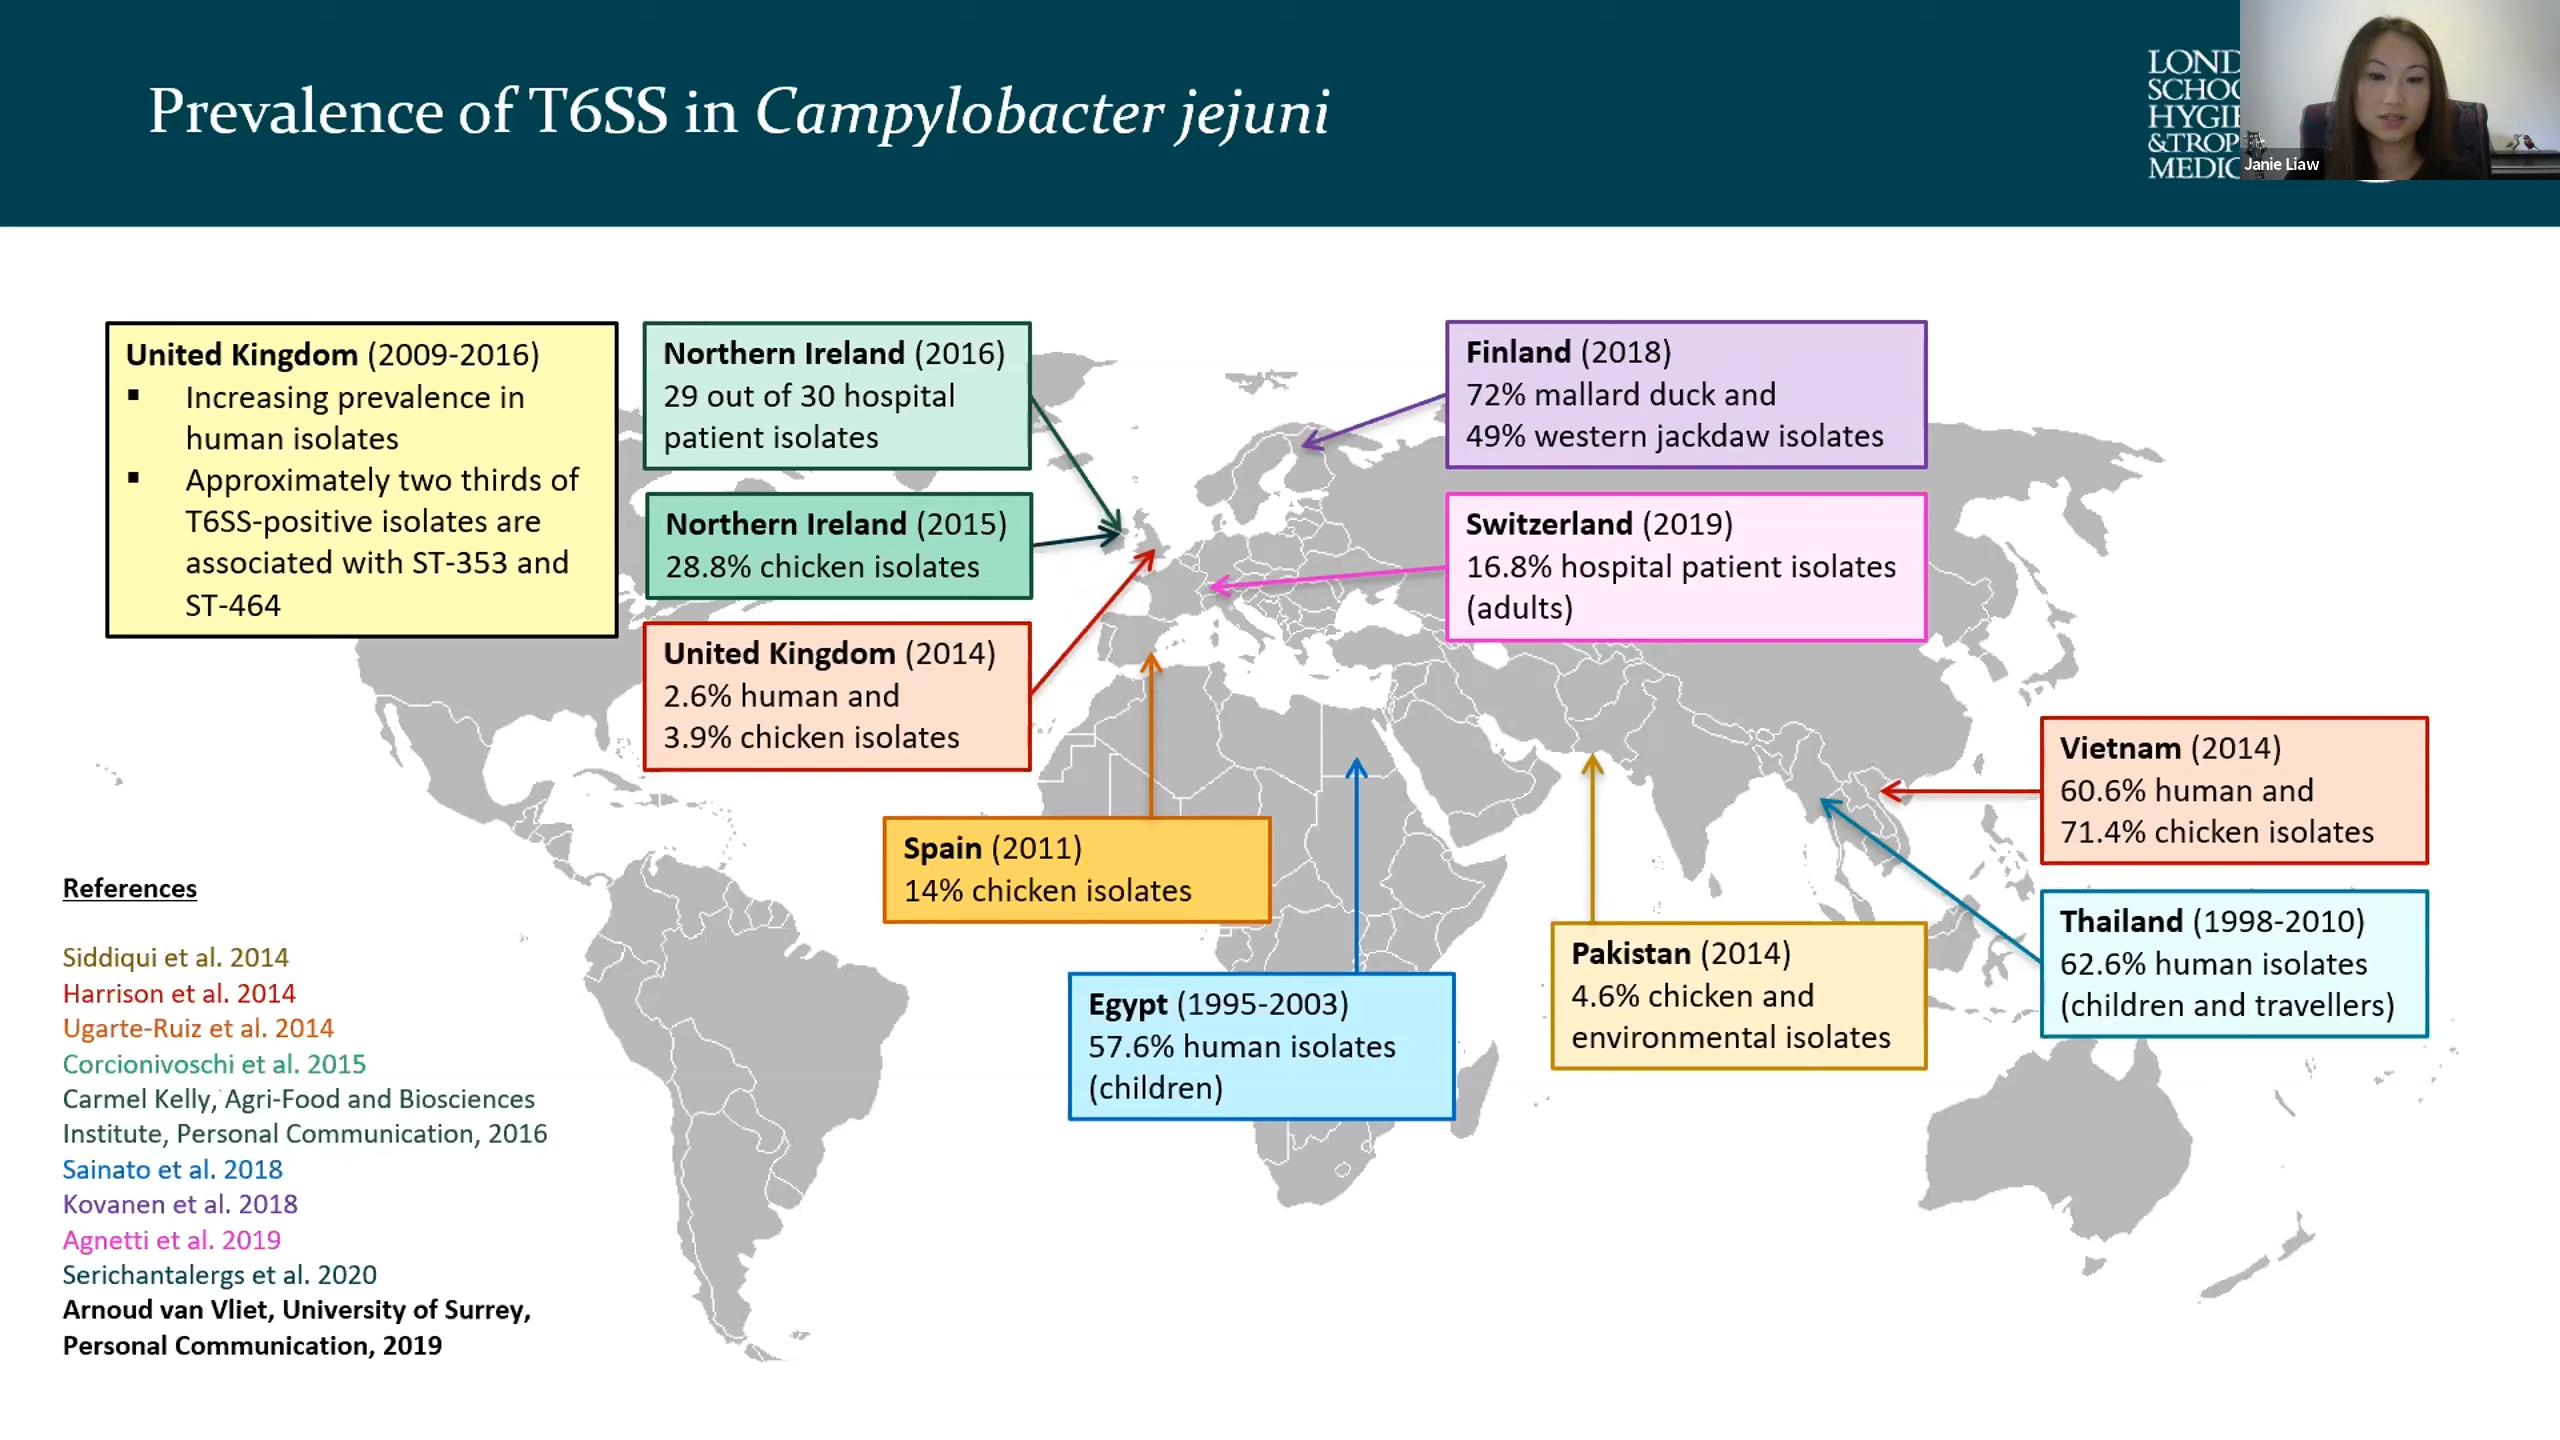 Prevalence of T6SS in Campylobacter jejuni
LOND
SCHOO
HYGIE
&TROP
MEDIC
Janie Liaw
United Kingdom (2009-2016)
▪ Increasing prevalence in
human isolates
▪ Approximately two thirds of
T6SS-positive isolates are
associated with ST-353 and
ST-464
Northern Ireland (2016)
29 out of 30 hospital
patient isolates
Northern Ireland (2015)
28.8% chicken isolates
United Kingdom (2014)
2.6% human and
3.9% chicken isolates
Finland (2018)
72% mallard duck and
49% western jackdaw isolates
Switzerland (2019)
16.8% hospital patient isolates
(adults)
Spain (2011)
14% chicken isolates
Egypt (1995-2003)
57.6% human isolates
(children)
Pakistan (2014)
4.6% chicken and
environmental isolates
Vietnam (2014)
60.6% human and
71.4% chicken isolates
Thailand (1998-2010)
62.6% human isolates
(children and travellers)
References
Siddiqui et al. 2014
Harrison et al. 2014
Ugarte-Ruiz et al. 2014
Corcionivoschi et al. 2015
Carmel Kelly, Agri-Food and Biosciences
Institute, Personal Communication, 2016
Sainato et al. 2018
Kovanen et al. 2018
Agnetti et al. 2019
Serichantalergs et al. 2020
Arnoud van Vliet, University of Surrey,
Personal Communication, 2019